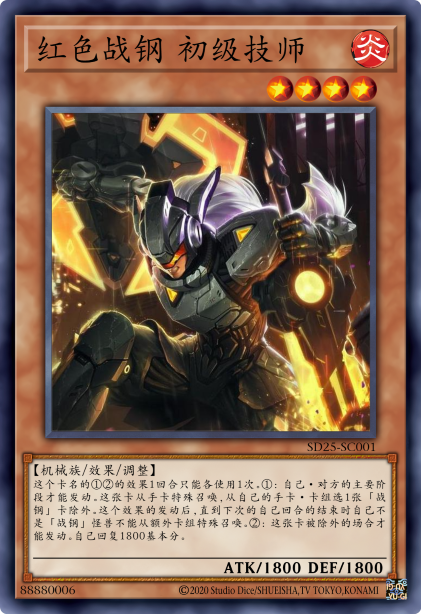 红色战钢 初级技师
炎
SD25-SC001
【机械族/效果/调整】
这个卡名的①②的效果1回合只能各使用1次。①：自己·对方的主要阶
段才能发动。这张卡从手卡特殊召唤，从自己的手卡·卡组选1张「战
钢」卡除外。这个效果的发动后，直到下次的自己回合的结束时自己不
是「战钢」怪兽不能从额外卡组特殊召唤。②：这张卡被除外的场合才
能发动。自己回复1800基本分。
ATK/1800 DEF/1800
88880006
©2020 Studio Dice/SHUEISHA,TV TOKYO,KONAMI